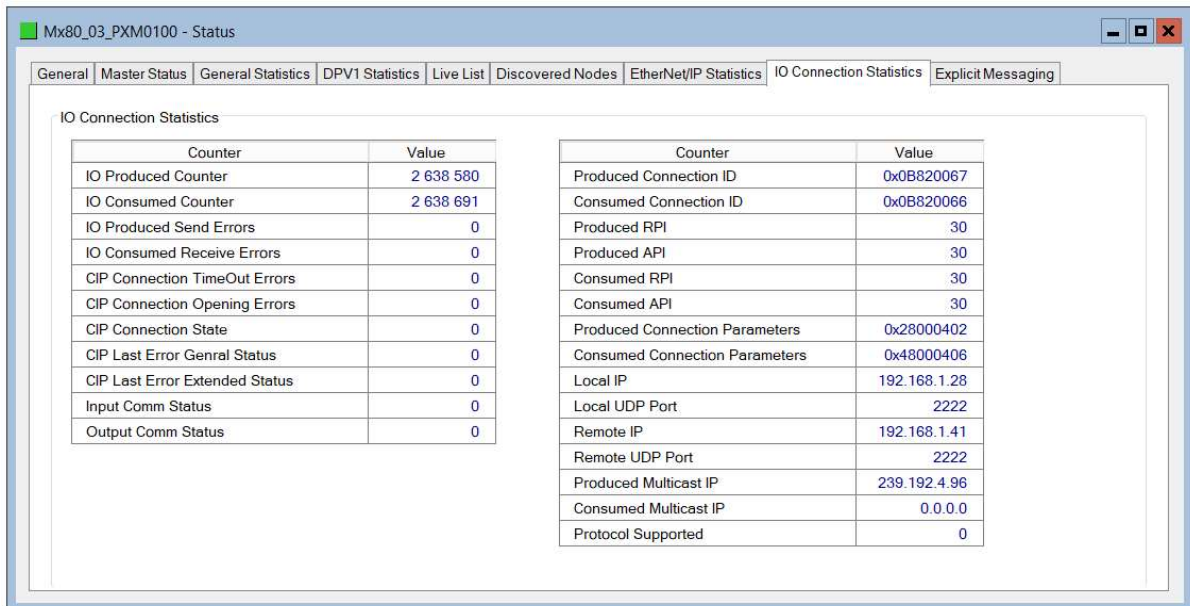 Mx80_03_PXM0100 - Status
General Master Status General Statistics DPV1 Statistics Live List Discovered Nodes EtherNet/IP Statistics IO Connection Statistics Explicit Messaging
IO Connection Statistics
Counter Value
IO Produced Counter 2 638 580
IO Consumed Counter 2 638 691
IO Produced Send Errors 0
IO Consumed Receive Errors 0
CIP Connection TimeOut Errors 0
CIP Connection Opening Errors 0
CIP Connection State 0
CIP Last Error Genral Status 0
CIP Last Error Extended Status 0
Input Comm Status 0
Output Comm Status 0
Counter Value
Produced Connection ID 0x0B820067
Consumed Connection ID 0x0B820066
Produced RPI 30
Produced API 30
Consumed RPI 30
Consumed API 30
Produced Connection Parameters 0x28000402
Consumed Connection Parameters 0x48000406
Local IP 192.168.1.28
Local UDP Port 2222
Remote IP 192.168.1.41
Remote UDP Port 2222
Produced Multicast IP 239.192.4.96
Consumed Multicast IP 0.0.0.0
Protocol Supported 0